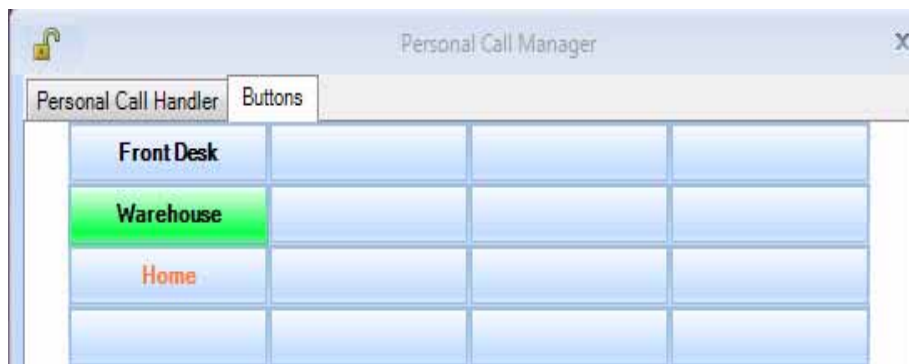 Personal Call Manager
X
Personal Call Handler Buttons
Front Desk
Warehouse
Home